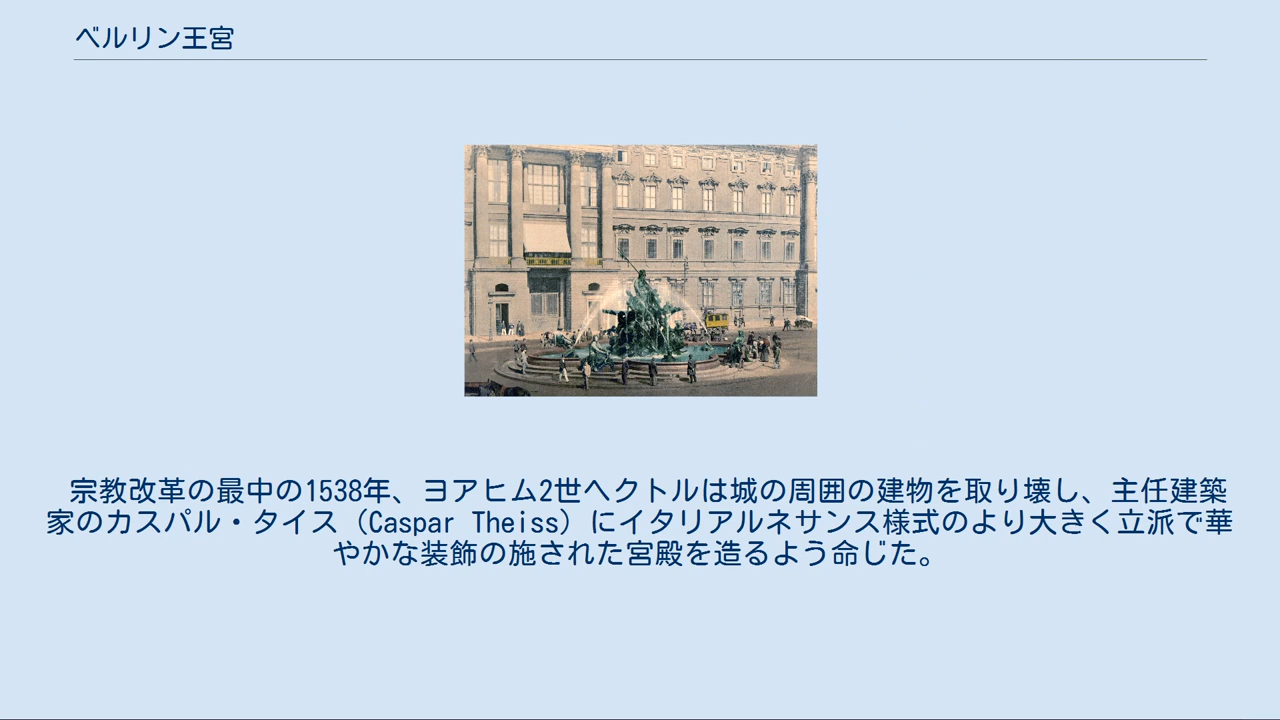 ベルリン王宮
宗教改革の最中の1538年、ヨアヒム2世ヘクトルは城の周囲の建物を取り壊し、主任建築
家のカスパル・タイス（Caspar Theiss）にイタリアルネサンス様式のより大きく立派で華
やかな装飾の施された宮殿を造るよう命じた。